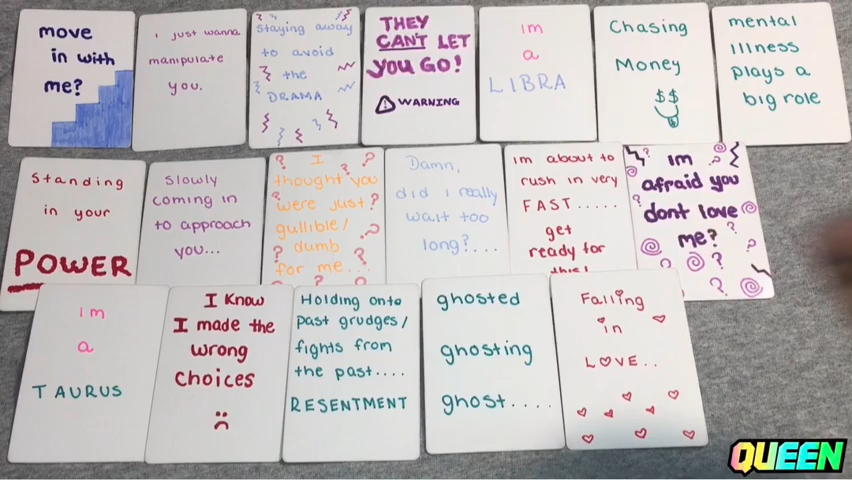 move
in with
me?
I just wanna
manipulate
you.
Staying away
to avoid
the
DRAMA
THEY
CAN'T LET
YOU GO!
! WARNING
Im
a
LIBRA
Chasing
Money
$$
mental
Illness
plays a
big role
Standing
in your
POWER
Slowly
coming in
to approach
you...
? I ?
thought you
were just?
gullible/
dumb
for me...
Damn,
did I really
wait too
long?....
Im about to
rush in very
FAST.....
get
ready for
this!
Im
afraid you
dont love
me?
Im
a
TAURUS
I Know
I made the
wrong
choices
Holding onto
past grudges/
fights from
the past....
RESENTMENT
ghosted
ghosting
ghost....
Falling
in
LOVE..
QUEEN